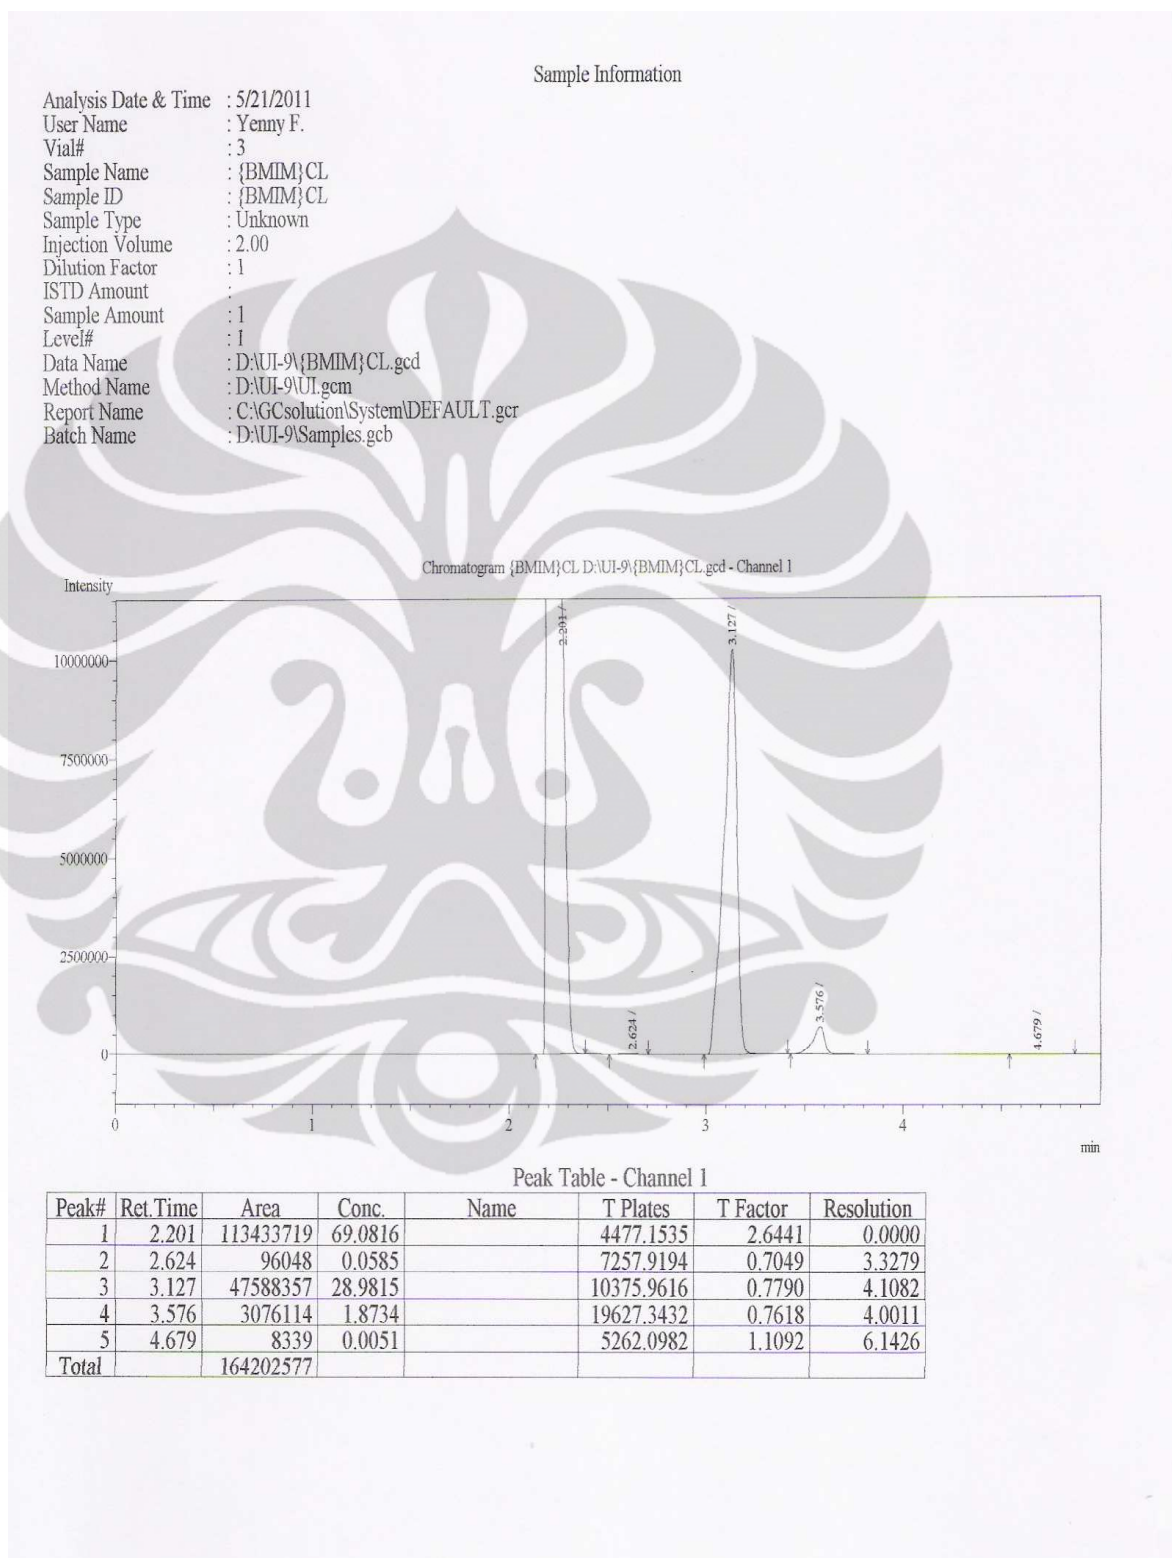 Sample Information
Analysis Date & Time : 5/21/2011
User Name : Yenny F.
Vial# : 3
Sample Name : {BMIM}CL
Sample ID : {BMIM}CL
Sample Type : Unknown
Injection Volume : 2.00
Dilution Factor : 1
ISTD Amount :
Sample Amount : 1
Level# : 1
Data Name : D:\UI-9\{BMIM}CL.gcd
Method Name : D:\UI-9\UI.gcm
Report Name : C:\GCsolution\System\DEFAULT.gcr
Batch Name : D:\UI-9\Samples.gcb
Chromatogram {BMIM}CL D:\UI-9\{BMIM}CL.gcd - Channel 1
Intensity
2.201 /
3.127 /
10000000
7500000
5000000
2500000
2.624 /
3.576 /
4.679 /
0
0 1 2 3 4
min
Peak Table - Channel 1
Peak# Ret.Time Area Conc. Name T Plates T Factor Resolution
1 2.201 113433719 69.0816 4477.1535 2.6441 0.0000
2 2.624 96048 0.0585 7257.9194 0.7049 3.3279
3 3.127 47588357 28.9815 10375.9616 0.7790 4.1082
4 3.576 3076114 1.8734 19627.3432 0.7618 4.0011
5 4.679 8339 0.0051 5262.0982 1.1092 6.1426
Total 164202577